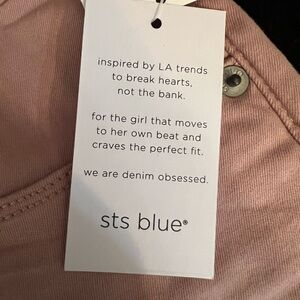 inspired by LA trends
to break hearts,
not the bank.
for the girl that moves
to her own beat and
craves the perfect fit.
we are denim obsessed.
sts blue®